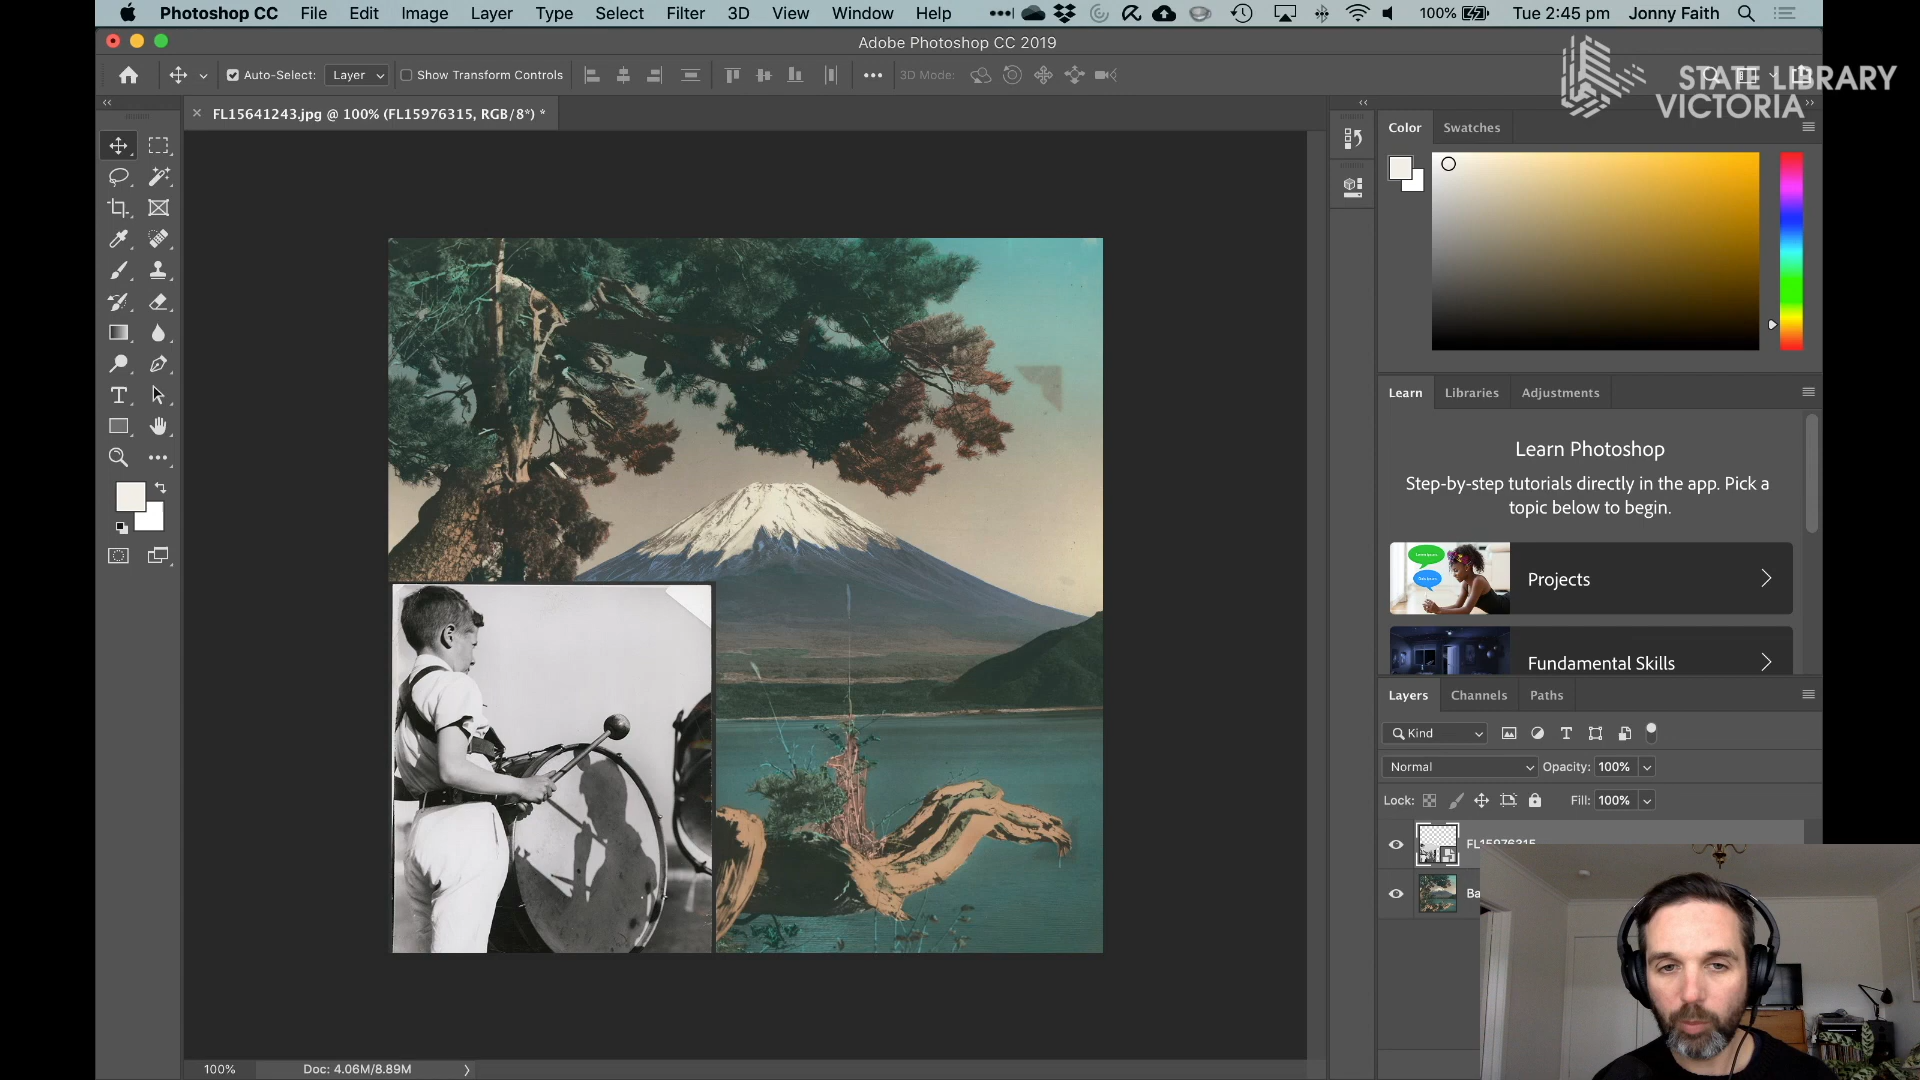 Photoshop CC File Edit Image Layer Type Select Filter 3D View Window Help 100% Tue 2:45 pm Jonny Faith
Adobe Photoshop CC 2019
Auto-Select: Layer Show Transform Controls 3D Mode:
STATE LIBRARY
VICTORIA
FL15641243.jpg @ 100% (FL15976315, RGB/8*) *
Color Swatches
Learn Libraries Adjustments
Learn Photoshop
Step-by-step tutorials directly in the app. Pick a
topic below to begin.
Projects
Fundamental Skills
Layers Channels Paths
Kind
Normal Opacity: 100%
Lock: Fill: 100%
FL15976315
Ba
100% Doc: 4.06M/8.89M